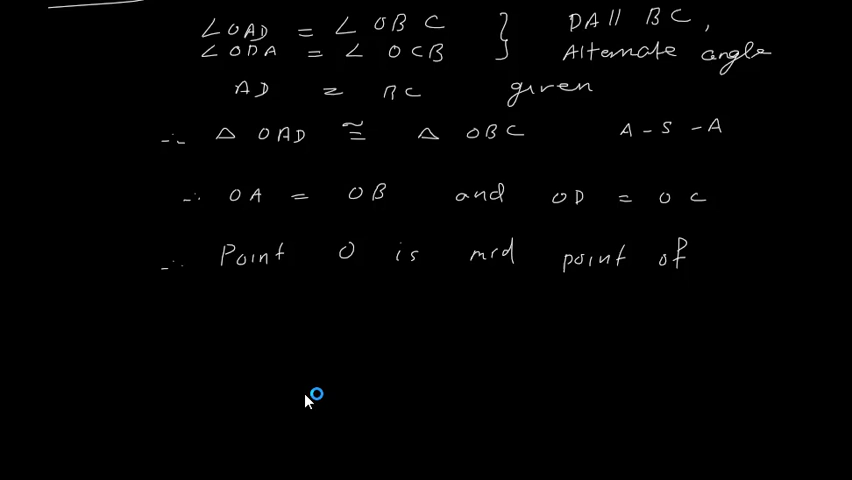 ∠OAD = ∠OBC } DA || BC,
∠ODA = ∠OCB } Alternate angle
AD = BC given
∴ △OAD ≅ △OBC A-S-A
∴ OA = OB and OD = OC
∴ Point O is mid point of